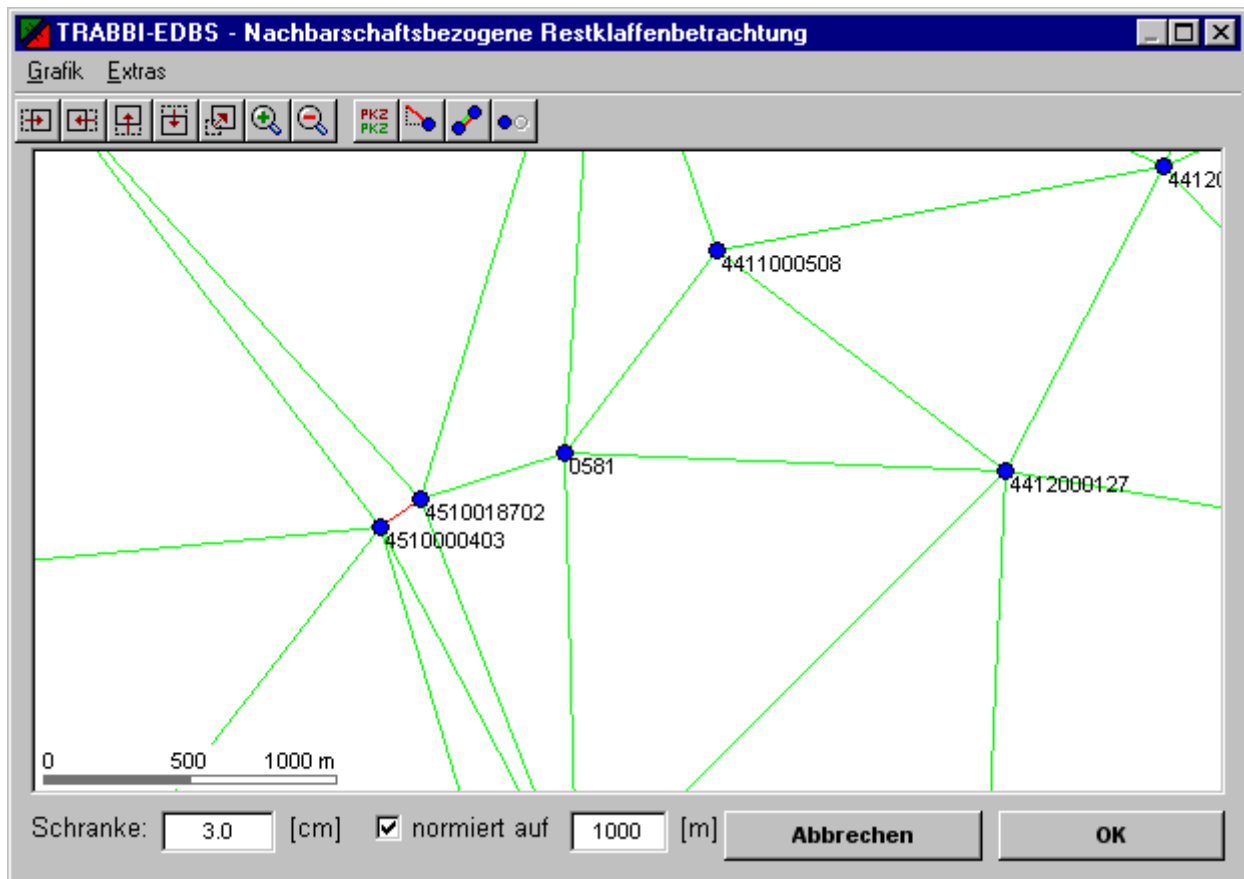 TRABBI-EDBS - Nachbarschaftsbezogene Restklaffenbetrachtung
Grafik Extras
PKZ
PKZ
44120
4411000508
0581
4412000127
4510018702
4510000403
0 500 1000 m
Schranke: 3.0 [cm] normiert auf 1000 [m] Abbrechen OK